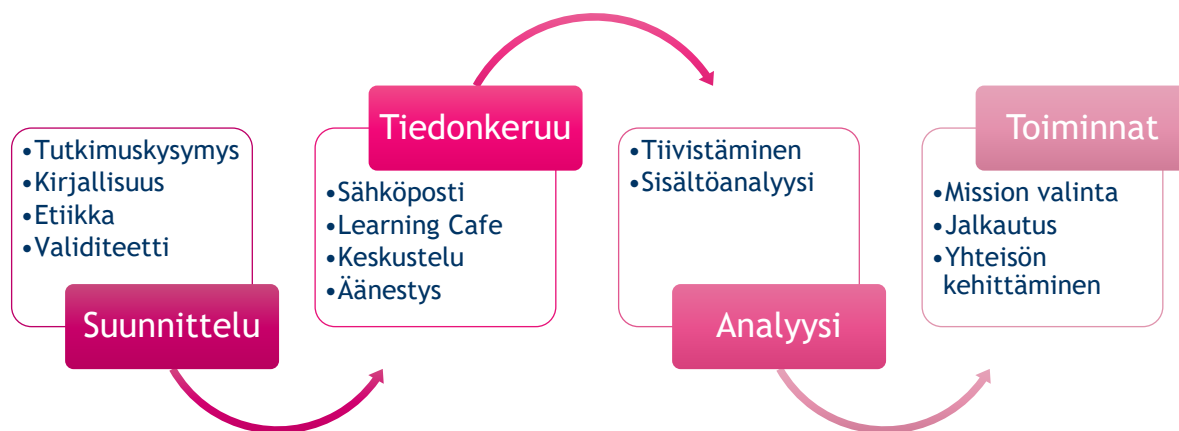 •Tutkimuskysymys
•Kirjallisuus
•Etiikka
•Validiteetti
Suunnittelu
Tiedonkeruu
•Sähköposti
•Learning Cafe
•Keskustelu
•Äänestys
•Tiivistäminen
•Sisältöanalyysi
Analyysi
Toiminnat
•Mission valinta
•Jalkautus
•Yhteisön
kehittäminen